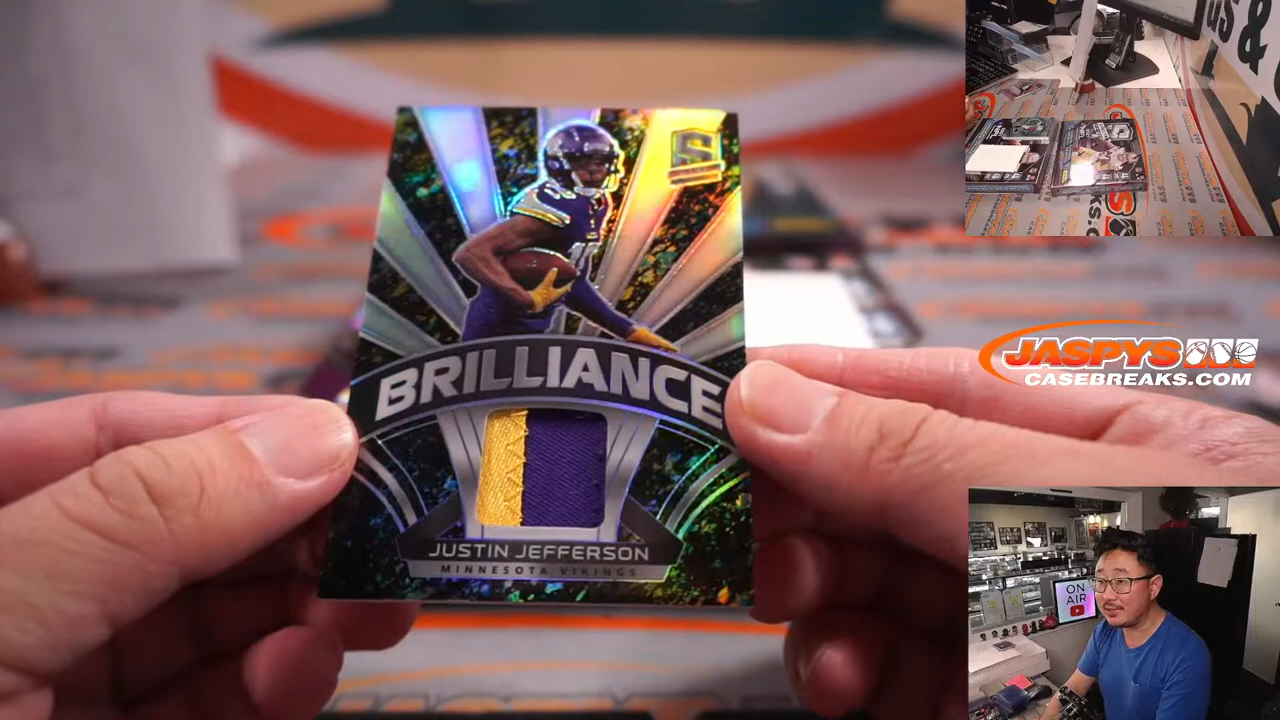 S
BRILLIANCE
JUSTIN JEFFERSON
MINNESOTA VIKINGS
JASPYS
CASEBREAKS.COM
ON
AIR